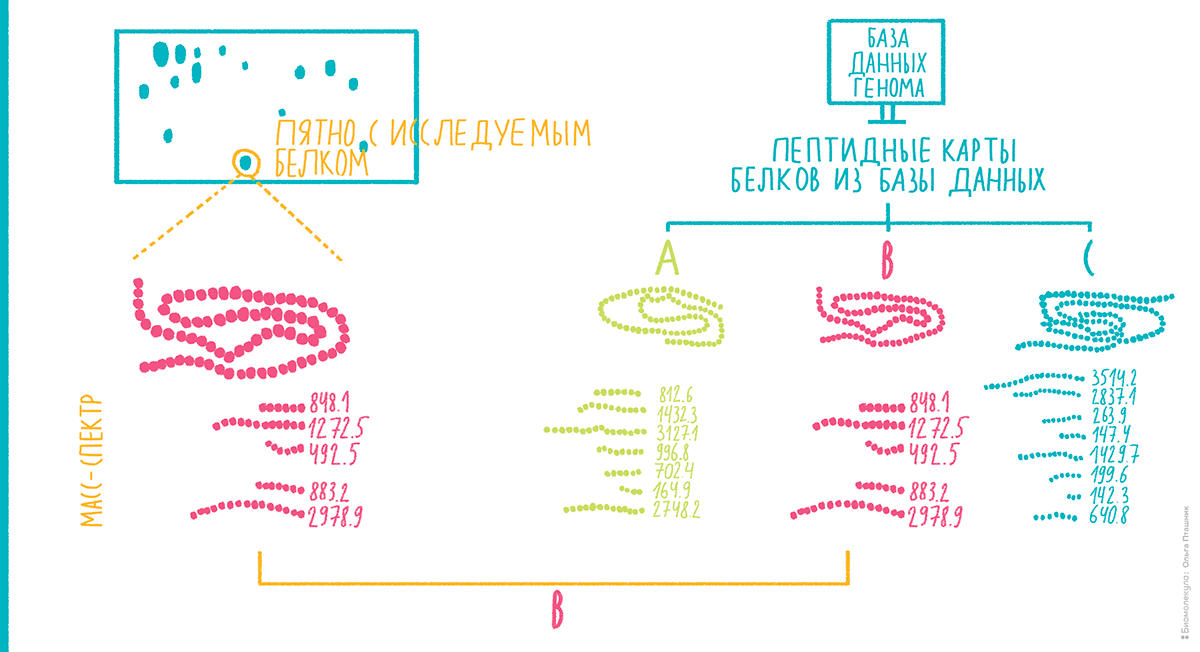 БАЗА
ДАННЫХ
ГЕНОМА
ПЯТНО С ИССЛЕДУЕМЫМ
БЕЛКОМ
ПЕПТИДНЫЕ КАРТЫ
БЕЛКОВ ИЗ БАЗЫ ДАННЫХ
А
В
С
МАСС-СПЕКТР
848.1
1272.5
492.5
883.2
2978.9
812.6
1432.3
3127.1
996.8
702.4
164.9
2748.2
848.1
1272.5
492.5
883.2
2978.9
3514.2
2837.1
263.9
147.4
1429.7
199.6
142.3
640.8
В
Биомолекула: Ольга Пташник